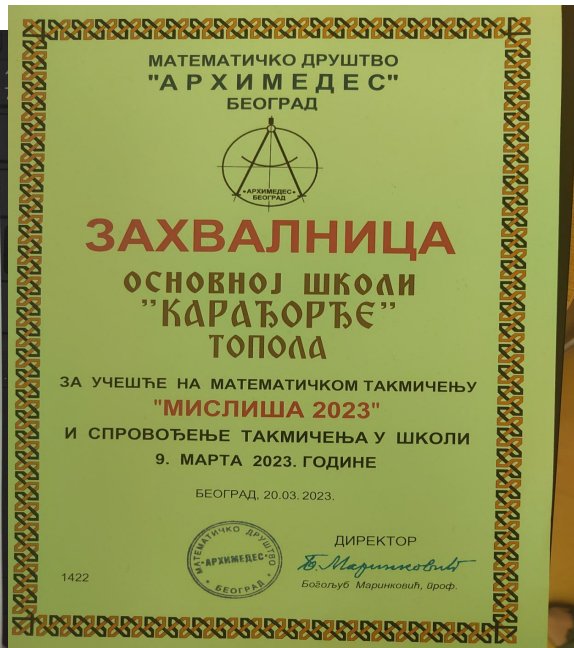 МАТЕМАТИЧКО ДРУШТВО
"АРХИМЕДЕС"
БЕОГРАД
•АРХИМЕДЕС•
БЕОГРАД
ЗАХВАЛНИЦА
ОСНОВНОЈ ШКОЛИ
"КАРАЂОРЂЕ"
ТОПОЛА
ЗА УЧЕШЋЕ НА МАТЕМАТИЧКОМ ТАКМИЧЕЊУ
"МИСЛИША 2023"
И СПРОВОЂЕЊЕ ТАКМИЧЕЊА У ШКОЛИ
9. МАРТА 2023. ГОДИНЕ
БЕОГРАД, 20.03. 2023.
МАТЕМАТИЧКО ДРУШТВО
•АРХИМЕДЕС•
БЕОГРАД
ДИРЕКТОР
Б. Маринковић
Богољуб Маринковић, проф.
1422